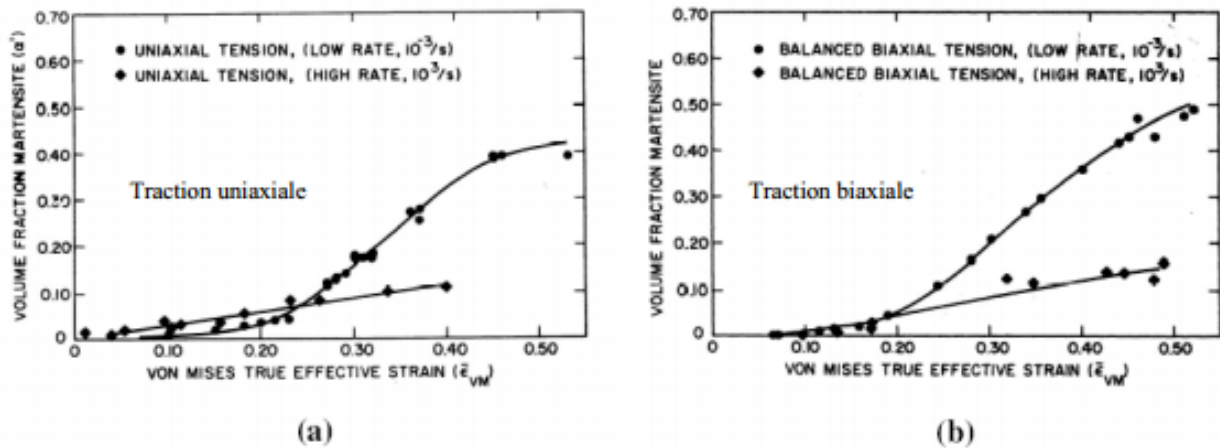 0.70
0.60
0.50
0.40
0.30
0.20
0.10
0
VOLUME FRACTION MARTENSITE (α')
UNIAXIAL TENSION, (LOW RATE, 10⁻³/s)
UNIAXIAL TENSION, (HIGH RATE, 10⁻³/s)
Traction uniaxiale
0 0.10 0.20 0.30 0.40 0.50
VON MISES TRUE EFFECTIVE STRAIN (ε̄VM)
(a)
0.70
0.60
0.50
0.40
0.30
0.20
0.10
0
VOLUME FRACTION MARTENSITE
BALANCED BIAXIAL TENSION, (LOW RATE, 10⁻³/s)
BALANCED BIAXIAL TENSION, (HIGH RATE, 10⁻³/s)
Traction biaxiale
0 0.10 0.20 0.30 0.40 0.50
VON MISES TRUE EFFECTIVE STRAIN (ε̄VM)
(b)